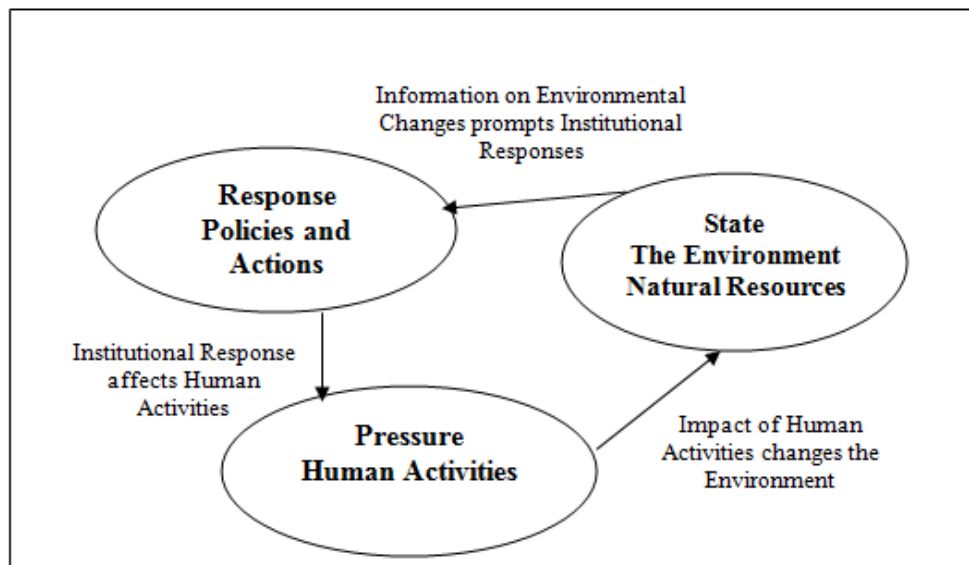 Information on Environmental
Changes prompts Institutional
Responses
Response
Policies and
Actions
State
The Environment
Natural Resources
Institutional Response
affects Human
Activities
Pressure
Human Activities
Impact of Human
Activities changes the
Environment